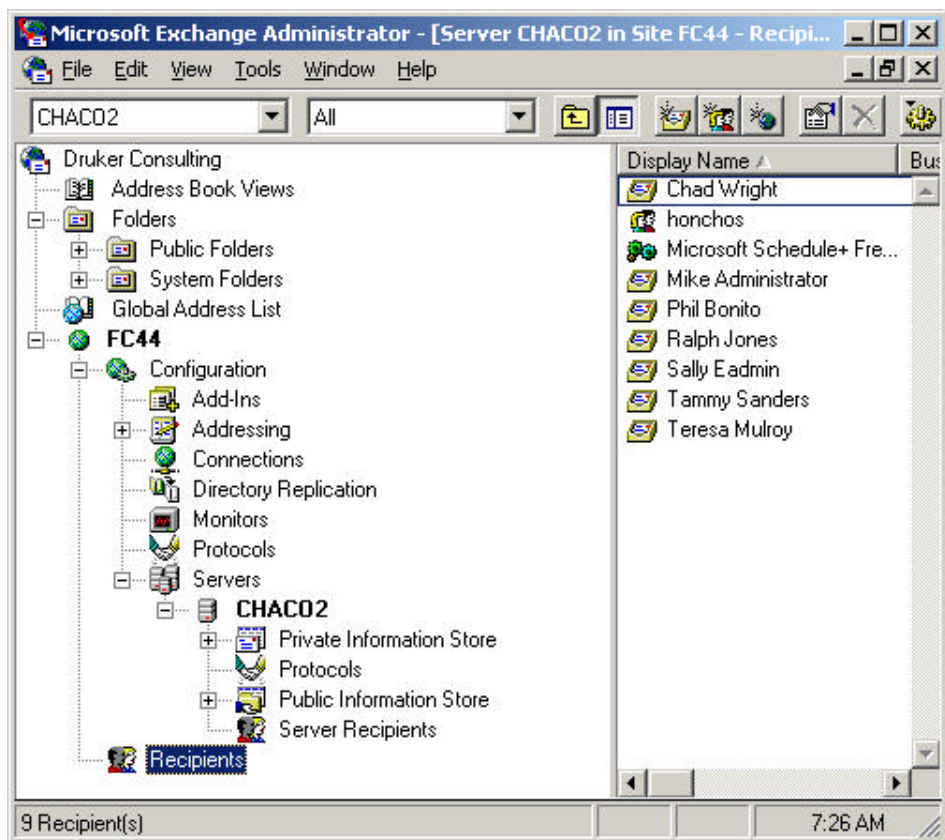 Microsoft Exchange Administrator - [Server CHACO2 in Site FC44 - Recipi...
File Edit View Tools Window Help
CHACO2 All
Druker Consulting
Address Book Views
Folders
Public Folders
System Folders
Global Address List
FC44
Configuration
Add-Ins
Addressing
Connections
Directory Replication
Monitors
Protocols
Servers
CHACO2
Private Information Store
Protocols
Public Information Store
Server Recipients
Recipients
Display Name Bus
Chad Wright
honchos
Microsoft Schedule+ Fre...
Mike Administrator
Phil Bonito
Ralph Jones
Sally Eadmin
Tammy Sanders
Teresa Mulroy
9 Recipient(s) 7:26 AM